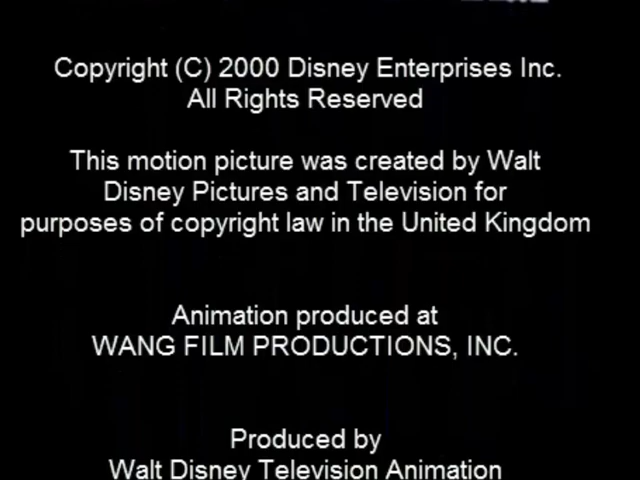 Copyright (C) 2000 Disney Enterprises Inc.
All Rights Reserved
This motion picture was created by Walt
Disney Pictures and Television for
purposes of copyright law in the United Kingdom
Animation produced at
WANG FILM PRODUCTIONS, INC.
Produced by
Walt Disney Television Animation